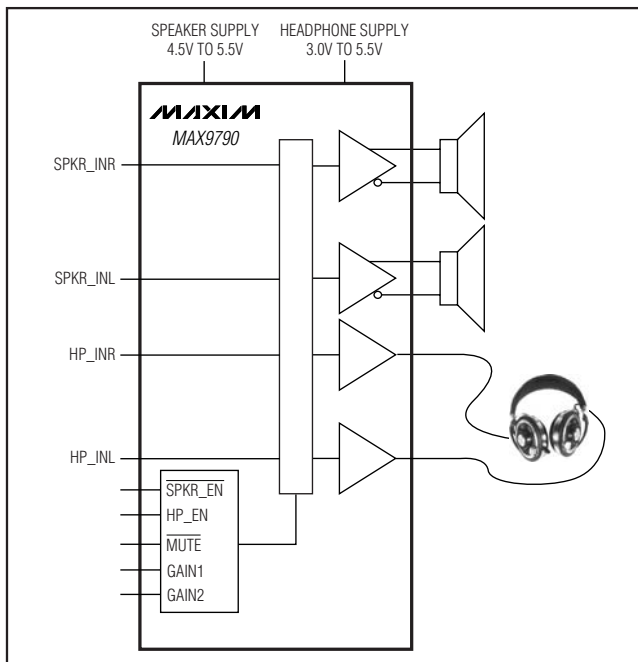 SPEAKER SUPPLY
4.5V TO 5.5V
HEADPHONE SUPPLY
3.0V TO 5.5V
MAXIM
MAX9790
SPKR_INR
SPKR_INL
HP_INR
HP_INL
SPKR_EN
HP_EN
MUTE
GAIN1
GAIN2